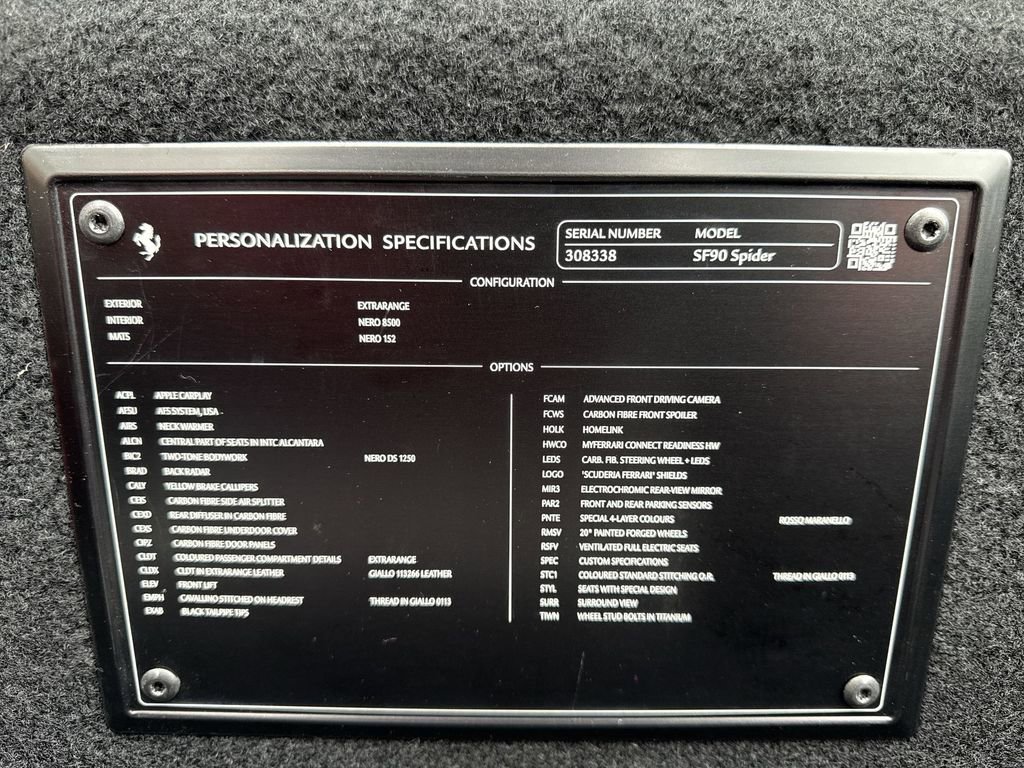 PERSONALIZATION SPECIFICATIONS
SERIAL NUMBER MODEL
308338 SF90 Spider
CONFIGURATION
EXTERIOR EXTRARANGE
INTERIOR NERO 8500
MATS NERO 152
OPTIONS
ACPL APPLE CARPLAY
AFSU AFS SYSTEM, USA
AIRS NECK WARMER
ALCN CENTRAL PART OF SEATS IN INTC ALCANTARA
BIC2 TWO-TONE BODYWORK NERO DS 1250
BRAD BACK RADAR
CALY YELLOW BRAKE CALLIPERS
CEIS CARBON FIBRE SIDE AIR SPLITTER
CEXD REAR DIFFUSER IN CARBON FIBRE
CEXS CARBON FIBRE UNDERDOOR COVER
CIPZ CARBON FIBRE DOOR PANELS
CLDT COLOURED PASSENGER COMPARTMENT DETAILS EXTRARANGE
CLDX CLDT IN EXTRARANGE LEATHER GIALLO 113266 LEATHER
ELEV FRONT LIFT
EMPH CAVALLINO STITCHED ON HEADREST THREAD IN GIALLO 0113
EXAB BLACK TAILPIPE TIPS
FCAM ADVANCED FRONT DRIVING CAMERA
FCWS CARBON FIBRE FRONT SPOILER
HOLK HOMELINK
HWCO MYFERRARI CONNECT READINESS HW
LEDS CARB. FIB. STEERING WHEEL + LEDS
LOGO 'SCUDERIA FERRARI' SHIELDS
MIR3 ELECTROCHROMIC REAR-VIEW MIRROR
PAR2 FRONT AND REAR PARKING SENSORS
PNTE SPECIAL 4-LAYER COLOURS ROSSO MARANELLO
RMSV 20" PAINTED FORGED WHEELS
RSFV VENTILATED FULL ELECTRIC SEATS
SPEC CUSTOM SPECIFICATIONS
STC1 COLOURED STANDARD STITCHING O.R. THREAD IN GIALLO 0113
STYL SEATS WITH SPECIAL DESIGN
SURR SURROUND VIEW
TIWN WHEEL STUD BOLTS IN TITANIUM